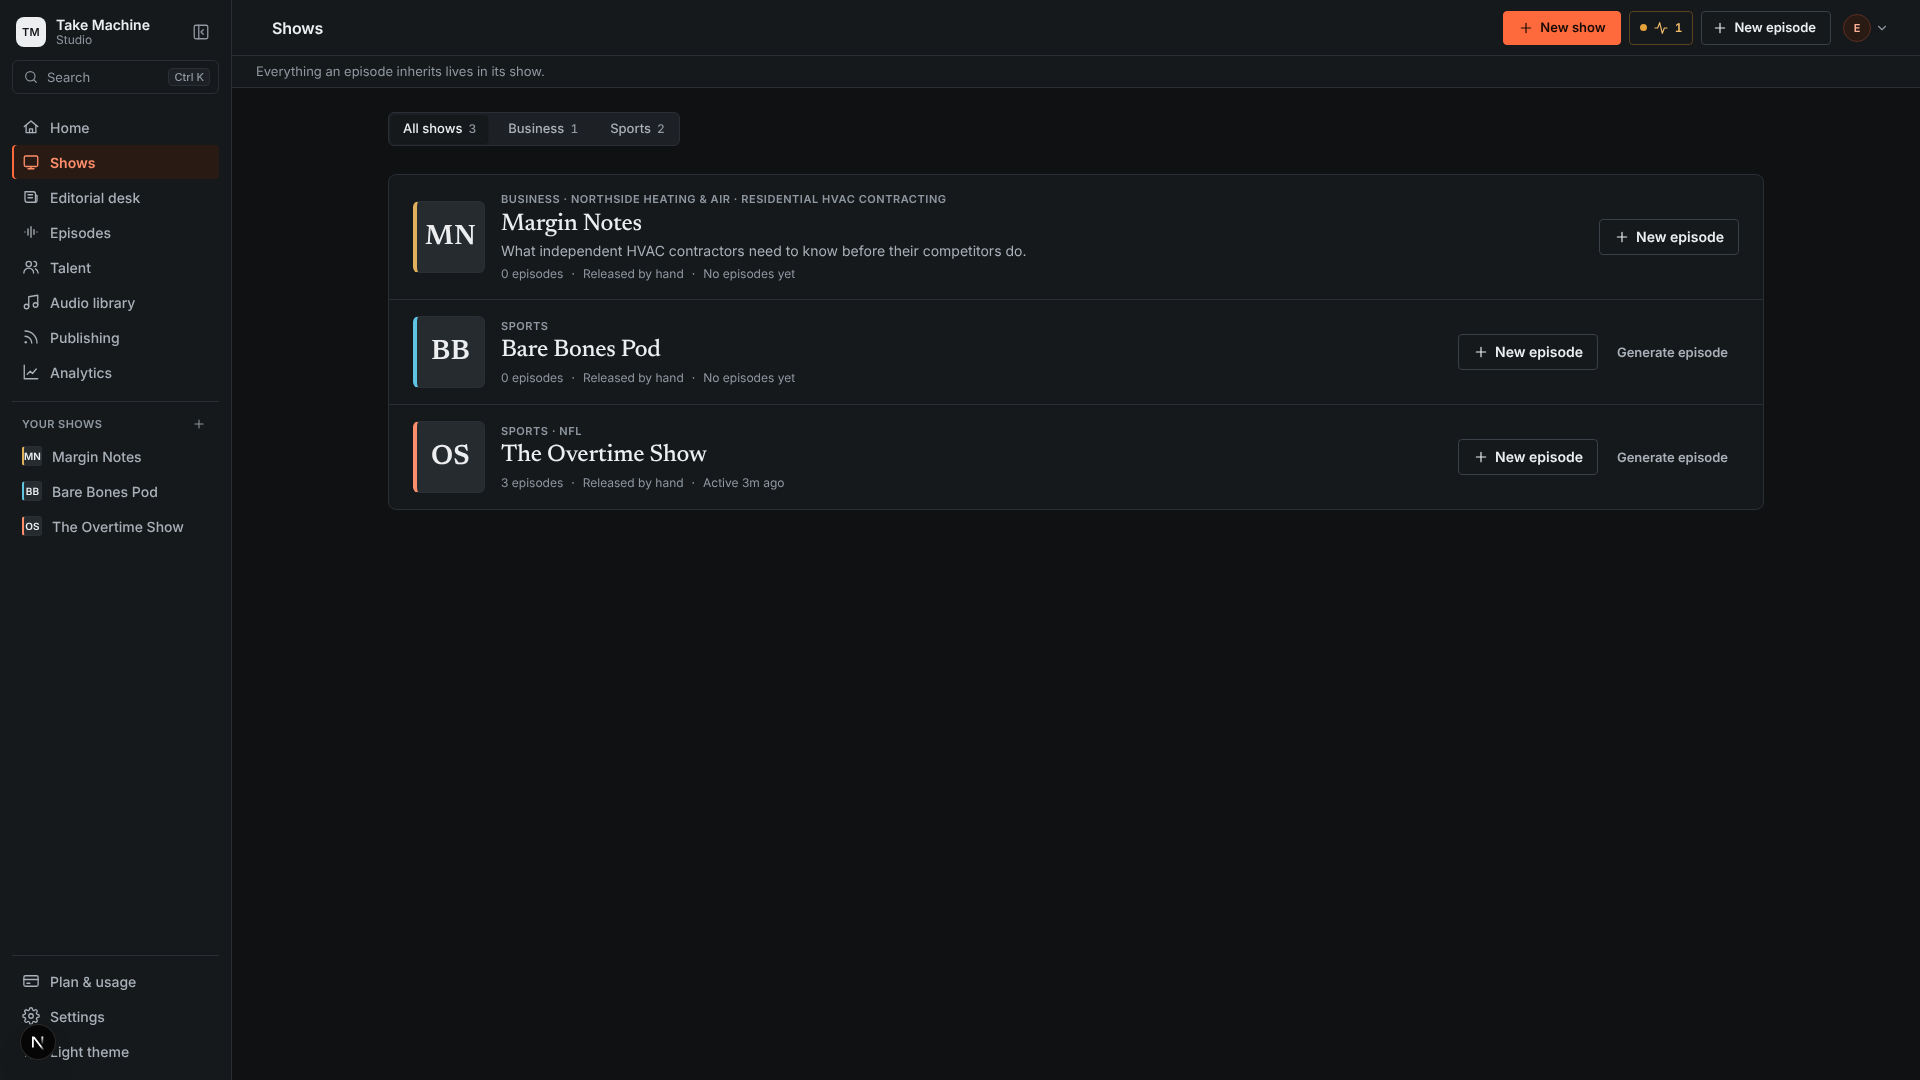 TM
Take Machine
Studio
Search
Ctrl K
Home
Shows
Editorial desk
Episodes
Talent
Audio library
Publishing
Analytics
YOUR SHOWS
MN Margin Notes
BB Bare Bones Pod
OS The Overtime Show
Plan & usage
Settings
N
Light theme
Shows
New show
1
New episode
E
Everything an episode inherits lives in its show.
All shows 3
Business 1
Sports 2
MN
BUSINESS · NORTHSIDE HEATING & AIR · RESIDENTIAL HVAC CONTRACTING
Margin Notes
What independent HVAC contractors need to know before their competitors do.
0 episodes · Released by hand · No episodes yet
New episode
BB
SPORTS
Bare Bones Pod
0 episodes · Released by hand · No episodes yet
New episode
Generate episode
OS
SPORTS · NFL
The Overtime Show
3 episodes · Released by hand · Active 3m ago
New episode
Generate episode